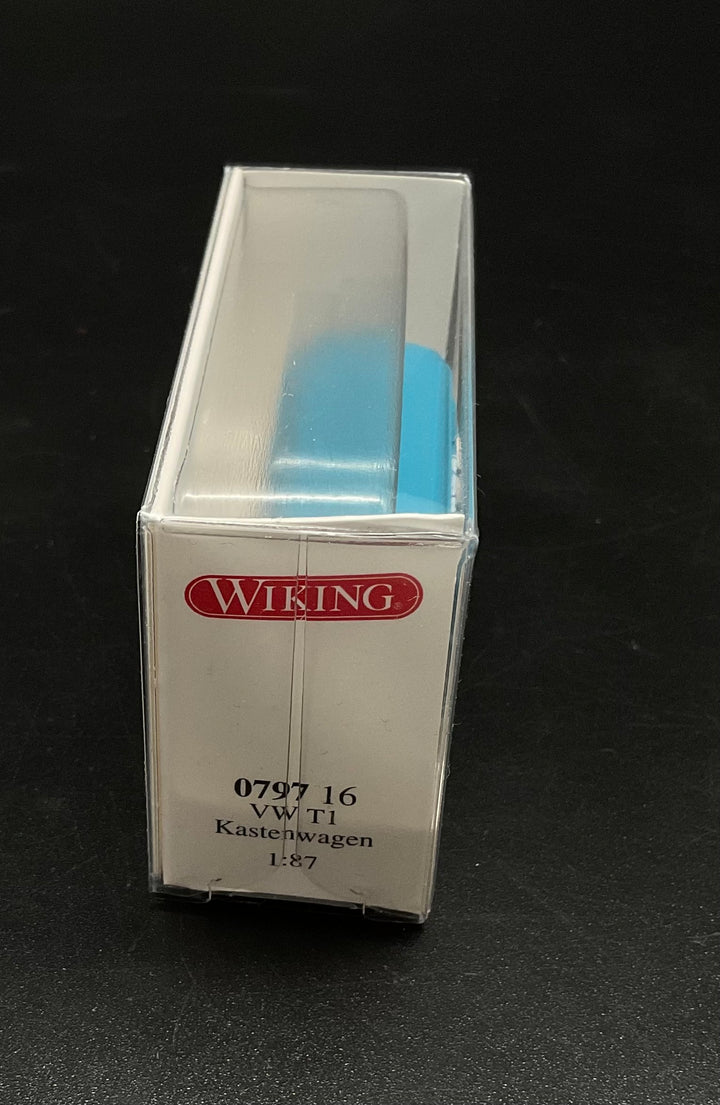 WIKING®
0797 16
VW T1
Kastenwagen
1:87